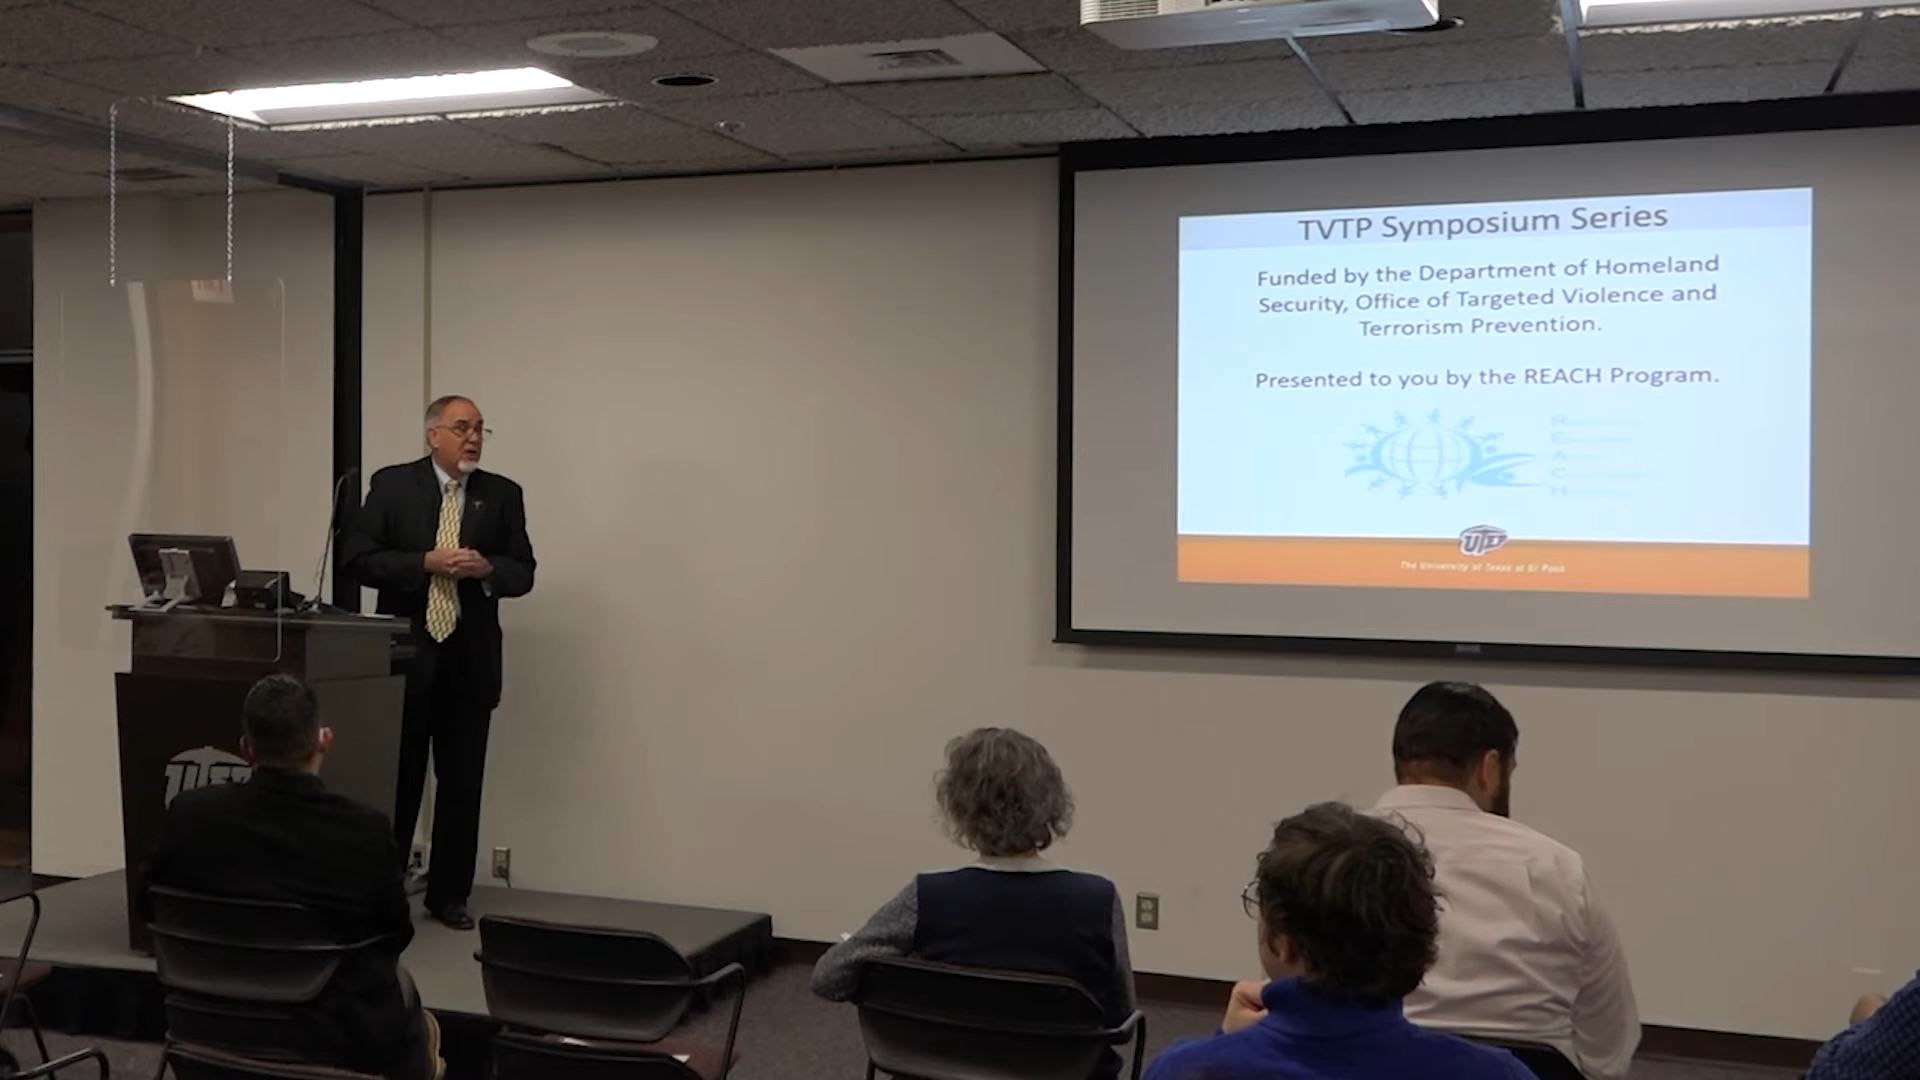 TVTP Symposium Series
Funded by the Department of Homeland
Security, Office of Targeted Violence and
Terrorism Prevention.
Presented to you by the REACH Program.
R
E
A
C
H
UTEP
The University of Texas at El Paso
UTEP